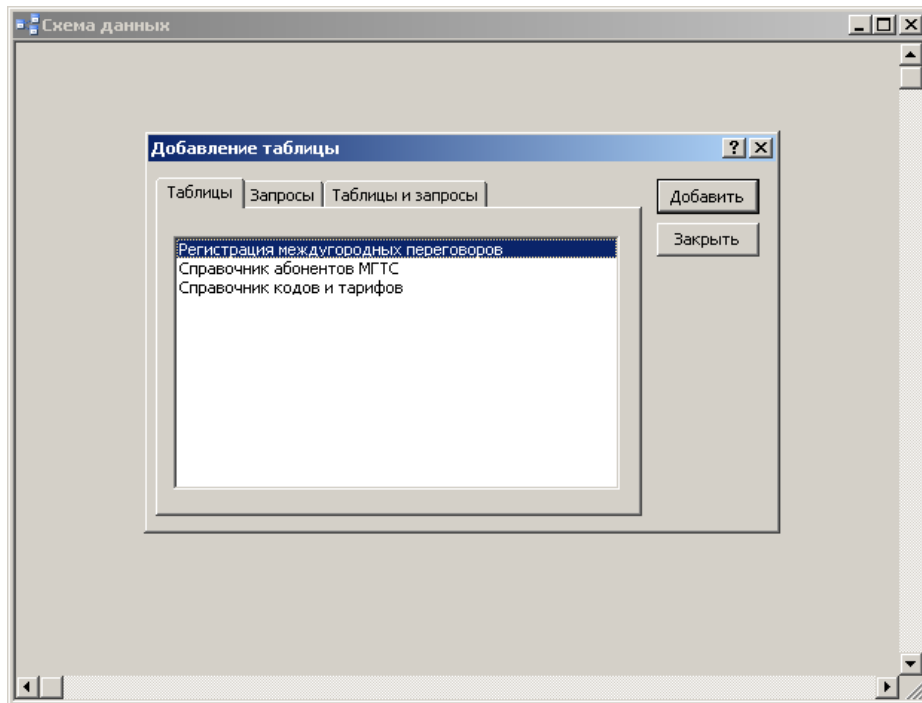 Схема данных
Добавление таблицы
Таблицы Запросы Таблицы и запросы
Добавить
Закрыть
Регистрация междугородных переговоров
Справочник абонентов МГТС
Справочник кодов и тарифов